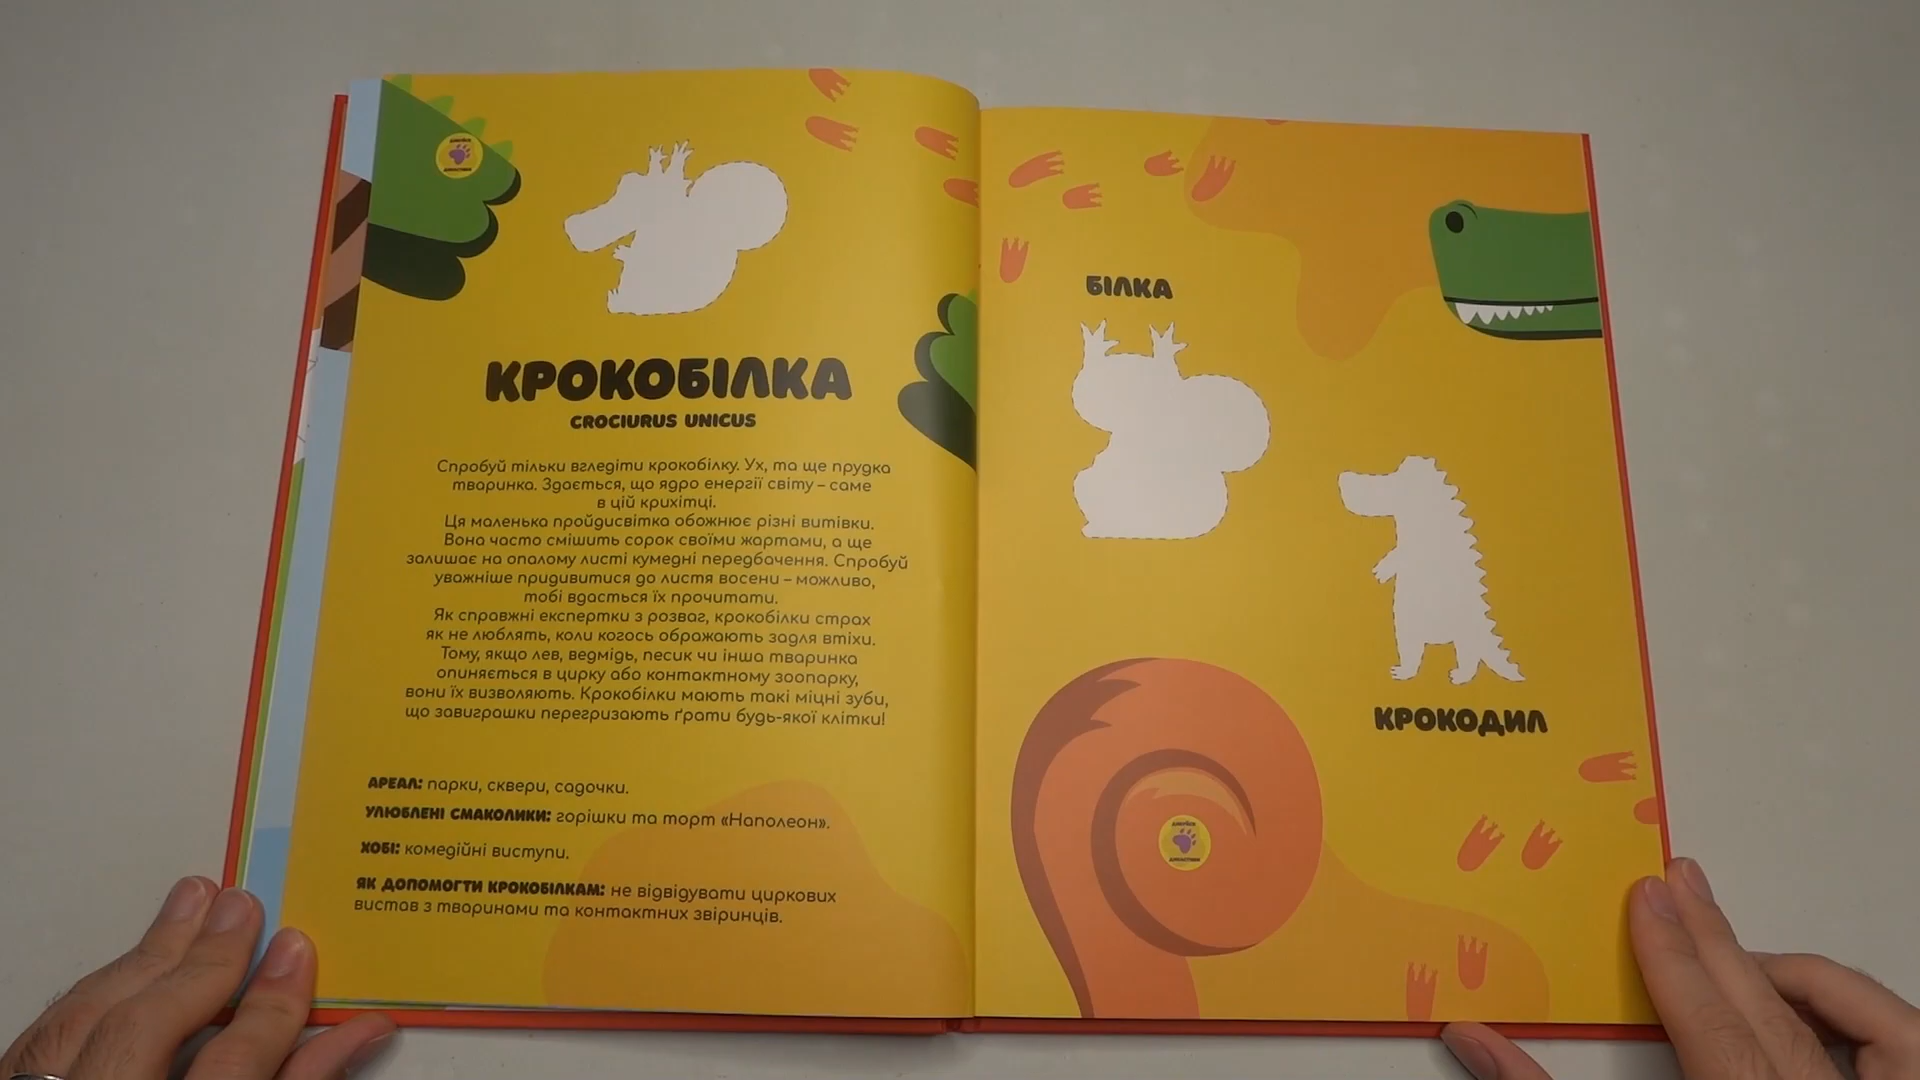 КРОКОБІЛКА
CROCIURUS UNICUS
Спробуй тільки вгледіти крокобілку. Ух, та ще прудка
тваринка. Здається, що ядро енергії світу – саме
в цій крихітці.
Ця маленька пройдисвітка обожнює різні витівки.
Вона часто смішить сорок своїми жартами, а ще
залишає на опалому листі кумедні передбачення. Спробуй
уважніше придивитися до листя восени – можливо,
тобі вдасться їх прочитати.
Як справжні експертки з розваг, крокобілки страх
як не люблять, коли когось ображають задля втіхи.
Тому, якщо лев, ведмідь, песик чи інша тваринка
опиняється в цирку або контактному зоопарку,
вони їх визволяють. Крокобілки мають такі міцні зуби,
що завиграшки перегризають ґрати будь-якої клітки!
АРЕАЛ: парки, сквери, садочки.
УЛЮБЛЕНІ СМАКОЛИКИ: горішки та торт «Наполеон».
ХОБІ: комедійні виступи.
ЯК ДОПОМОГТИ КРОКОБІЛКАМ: не відвідувати циркових
вистав з тваринами та контактних звіринців.
БІЛКА
КРОКОДИЛ